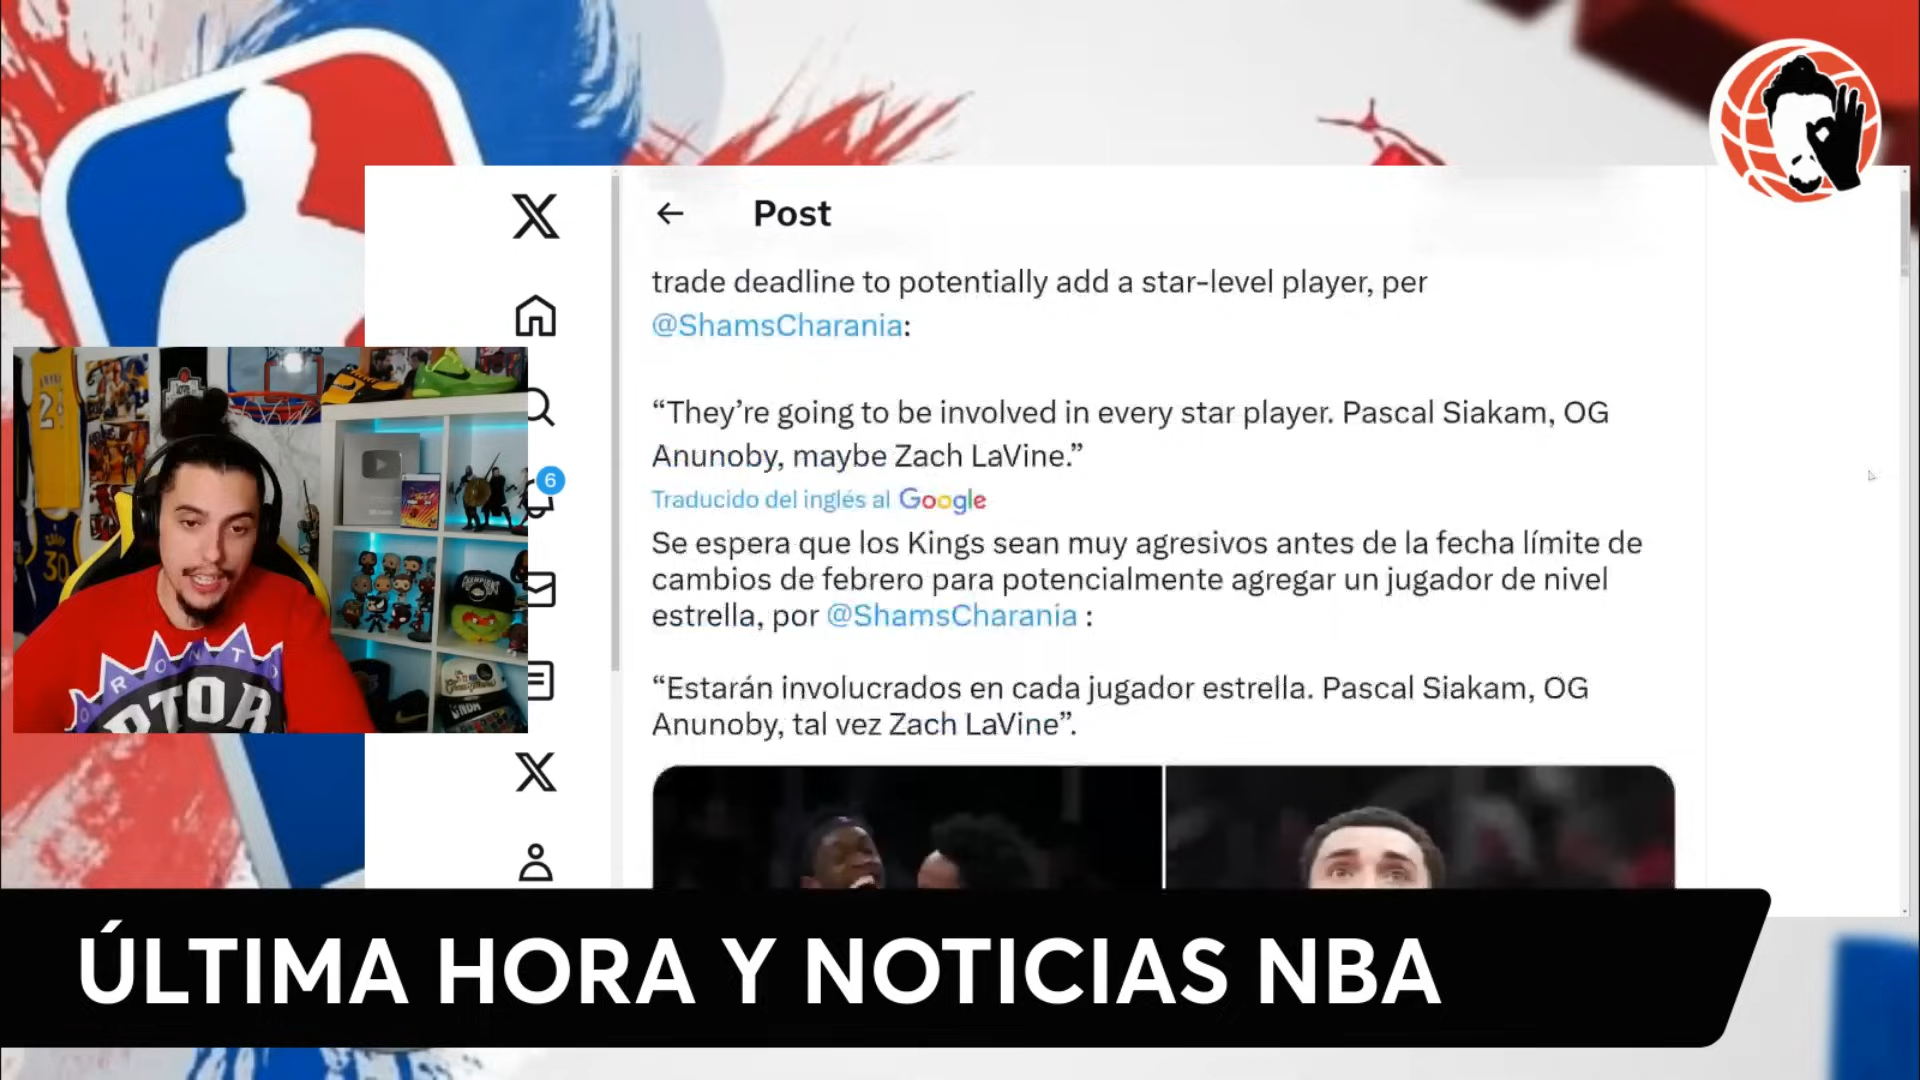 Post
trade deadline to potentially add a star-level player, per
@ShamsCharania:
“They’re going to be involved in every star player. Pascal Siakam, OG
Anunoby, maybe Zach LaVine.”
Traducido del inglés al Google
Se espera que los Kings sean muy agresivos antes de la fecha límite de
cambios de febrero para potencialmente agregar un jugador de nivel
estrella, por @ShamsCharania :
“Estarán involucrados en cada jugador estrella. Pascal Siakam, OG
Anunoby, tal vez Zach LaVine”.
6
30
RONTO
PTOR
ÚLTIMA HORA Y NOTICIAS NBA